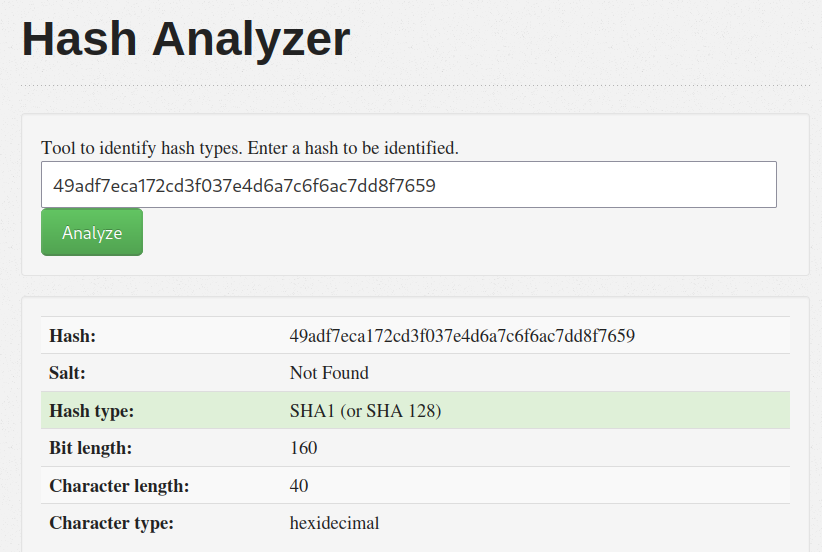 Hash Analyzer
Tool to identify hash types. Enter a hash to be identified.
49adf7eca172cd3f037e4d6a7c6f6ac7dd8f7659
Analyze
Hash: 49adf7eca172cd3f037e4d6a7c6f6ac7dd8f7659
Salt: Not Found
Hash type: SHA1 (or SHA 128)
Bit length: 160
Character length: 40
Character type: hexidecimal